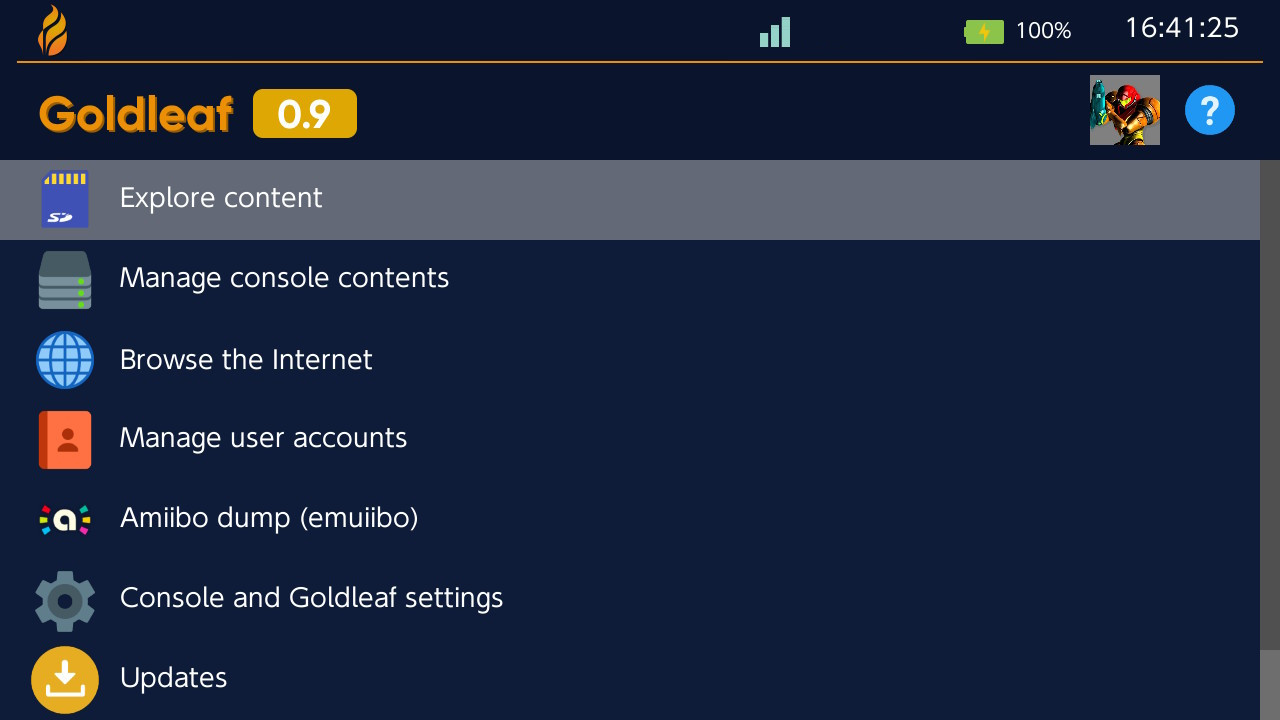 100%
16:41:25
Goldleaf 0.9
?
SD
Explore content
Manage console contents
Browse the Internet
Manage user accounts
a
Amiibo dump (emuiibo)
Console and Goldleaf settings
Updates